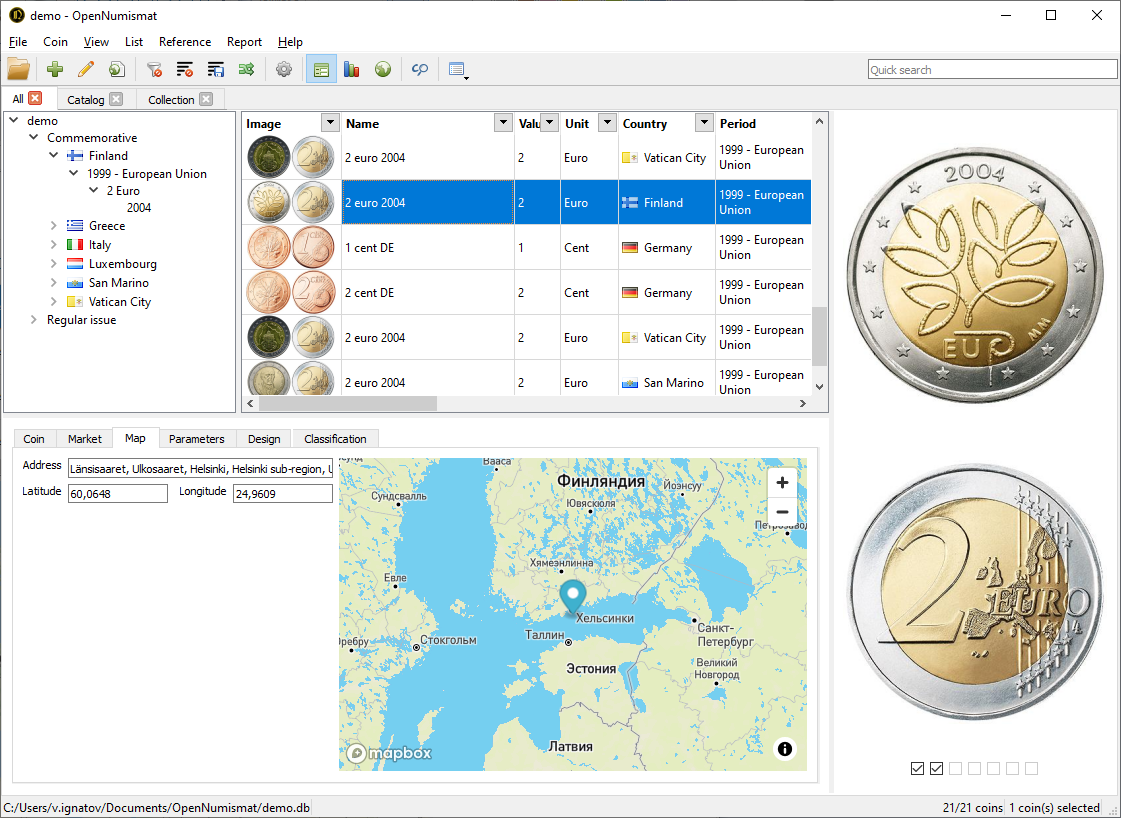 demo - OpenNumismat
File Coin View List Reference Report Help
Quick search
All Catalog Collection
demo
Commemorative
Finland
1999 - European Union
2 Euro
2004
Greece
Italy
Luxembourg
San Marino
Vatican City
Regular issue
Image Name Valu Unit Country Period
2 euro 2004 2 Euro Vatican City 1999 - European Union
2 euro 2004 2 Euro Finland 1999 - European Union
1 cent DE 1 Cent Germany 1999 - European Union
2 cent DE 2 Cent Germany 1999 - European Union
2 euro 2004 2 Euro Vatican City 1999 - European Union
2 euro 2004 2 Euro San Marino 1999 - European Union
2004
EUP
MM
2 EURO
Coin Market Map Parameters Design Classification
Address Länsisaaret, Ulkosaaret, Helsinki, Helsinki sub-region, U
Latitude 60,0648 Longitude 24,9609
Вааса
Финляндия
Йоэнсуу
Сундсвалль
Ювяскюля
Петрозавод
Хямеэнлинна
Евле
Хельсинки
Санкт-Петербург
Таллин
Стокгольм
Эребру
Эстония
Великий Новгород
Латвия
mapbox
C:/Users/v.ignatov/Documents/OpenNumismat/demo.db
21/21 coins 1 coin(s) selected